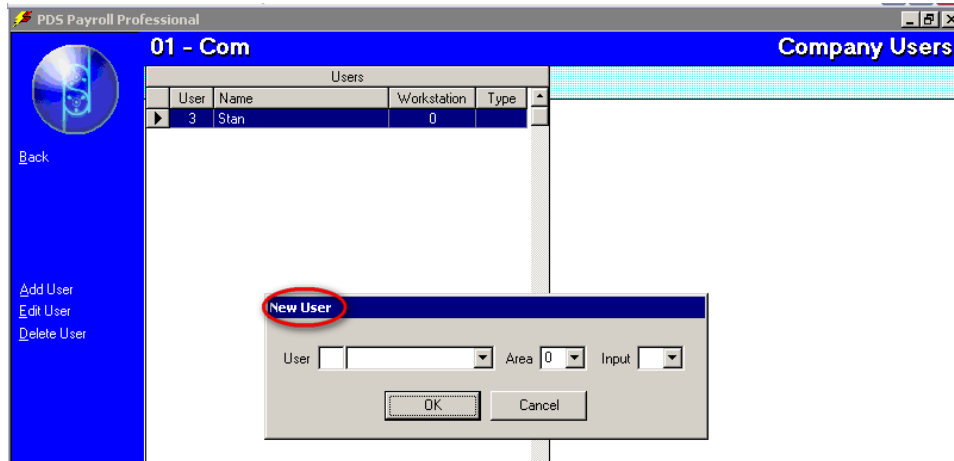 PDS Payroll Professional
01 - Com
Company Users
Users
User Name Workstation Type
3 Stan 0
Back
Add User
Edit User
Delete User
New User
User Area 0 Input
OK Cancel